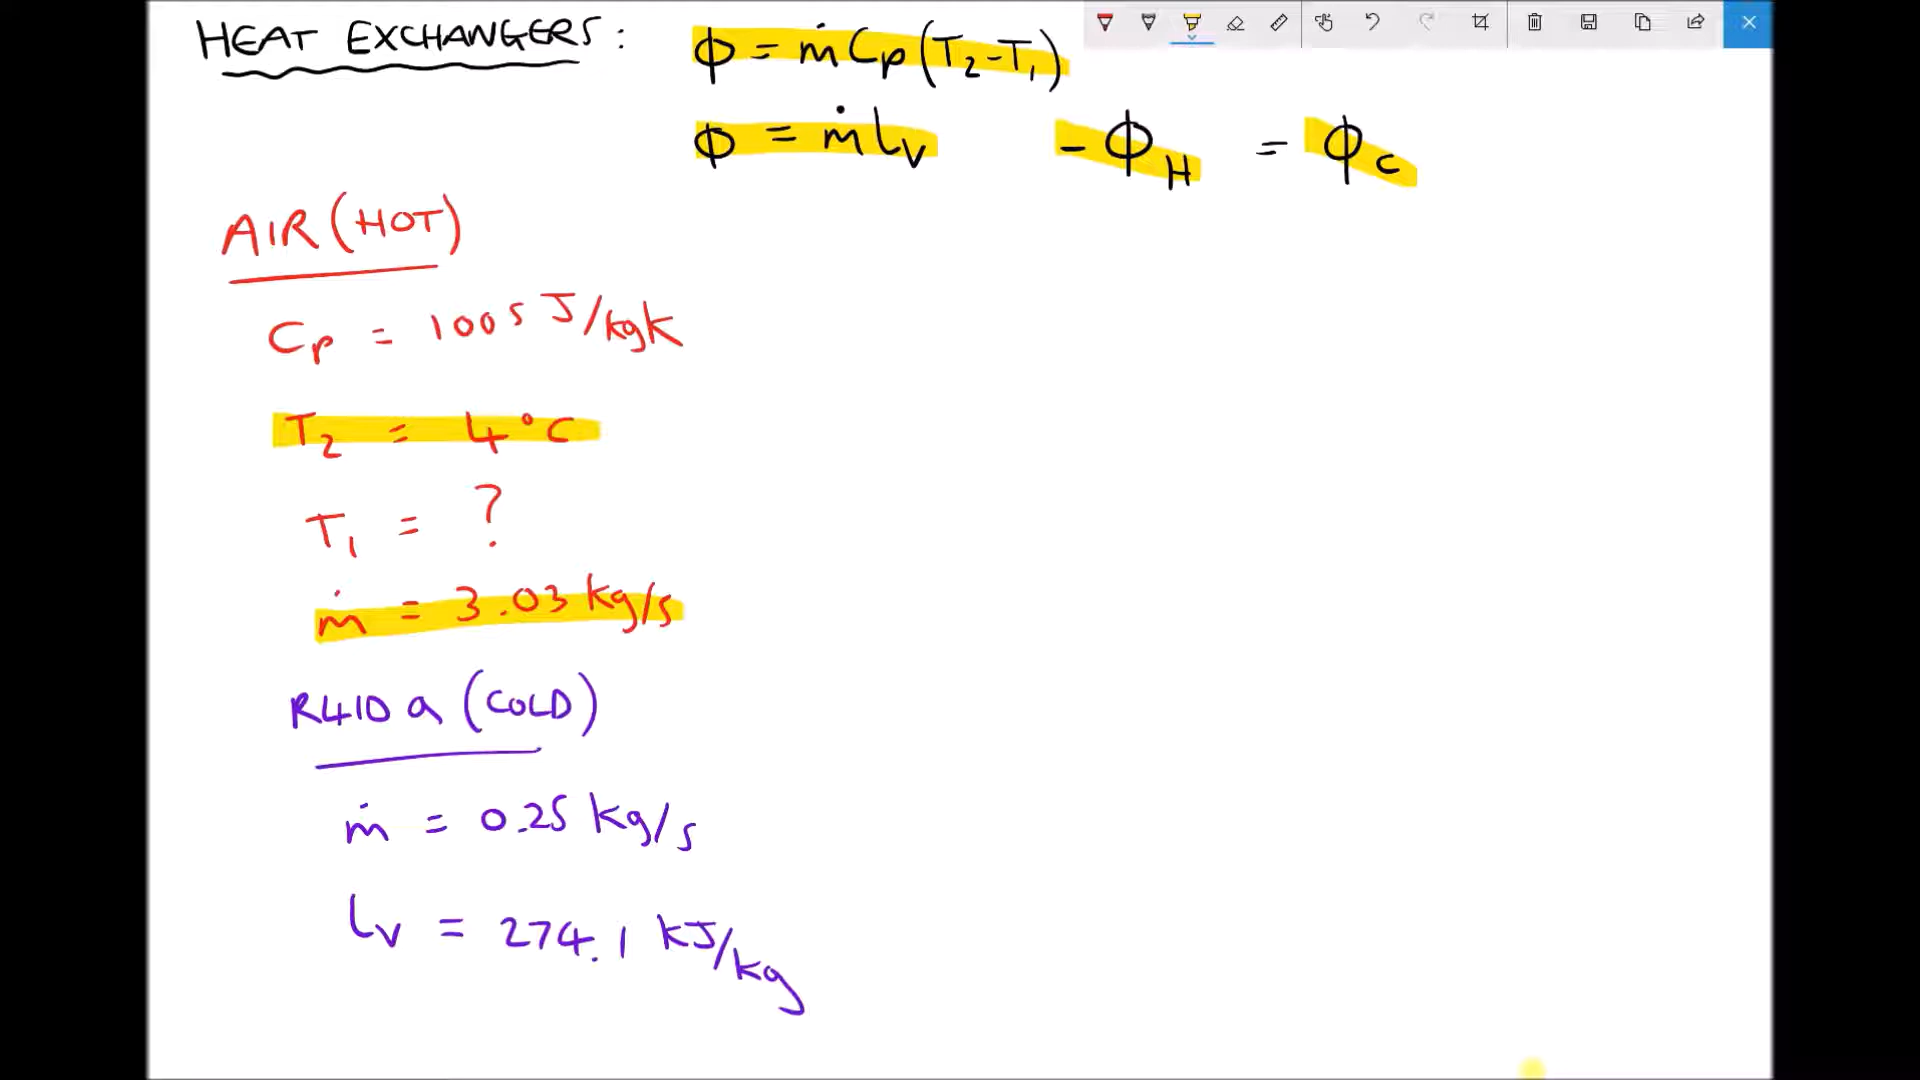 HEAT EXCHANGERS: ϕ = ṁCp(T₂-T₁)
ϕ = ṁLv -ϕH = ϕc
AIR (HOT)
Cp = 1005 J/kgK
T₂ = 4°C
T₁ = ?
ṁ = 3.03 kg/s
R410a (COLD)
ṁ = 0.25 kg/s
Lv = 274.1 kJ/kg